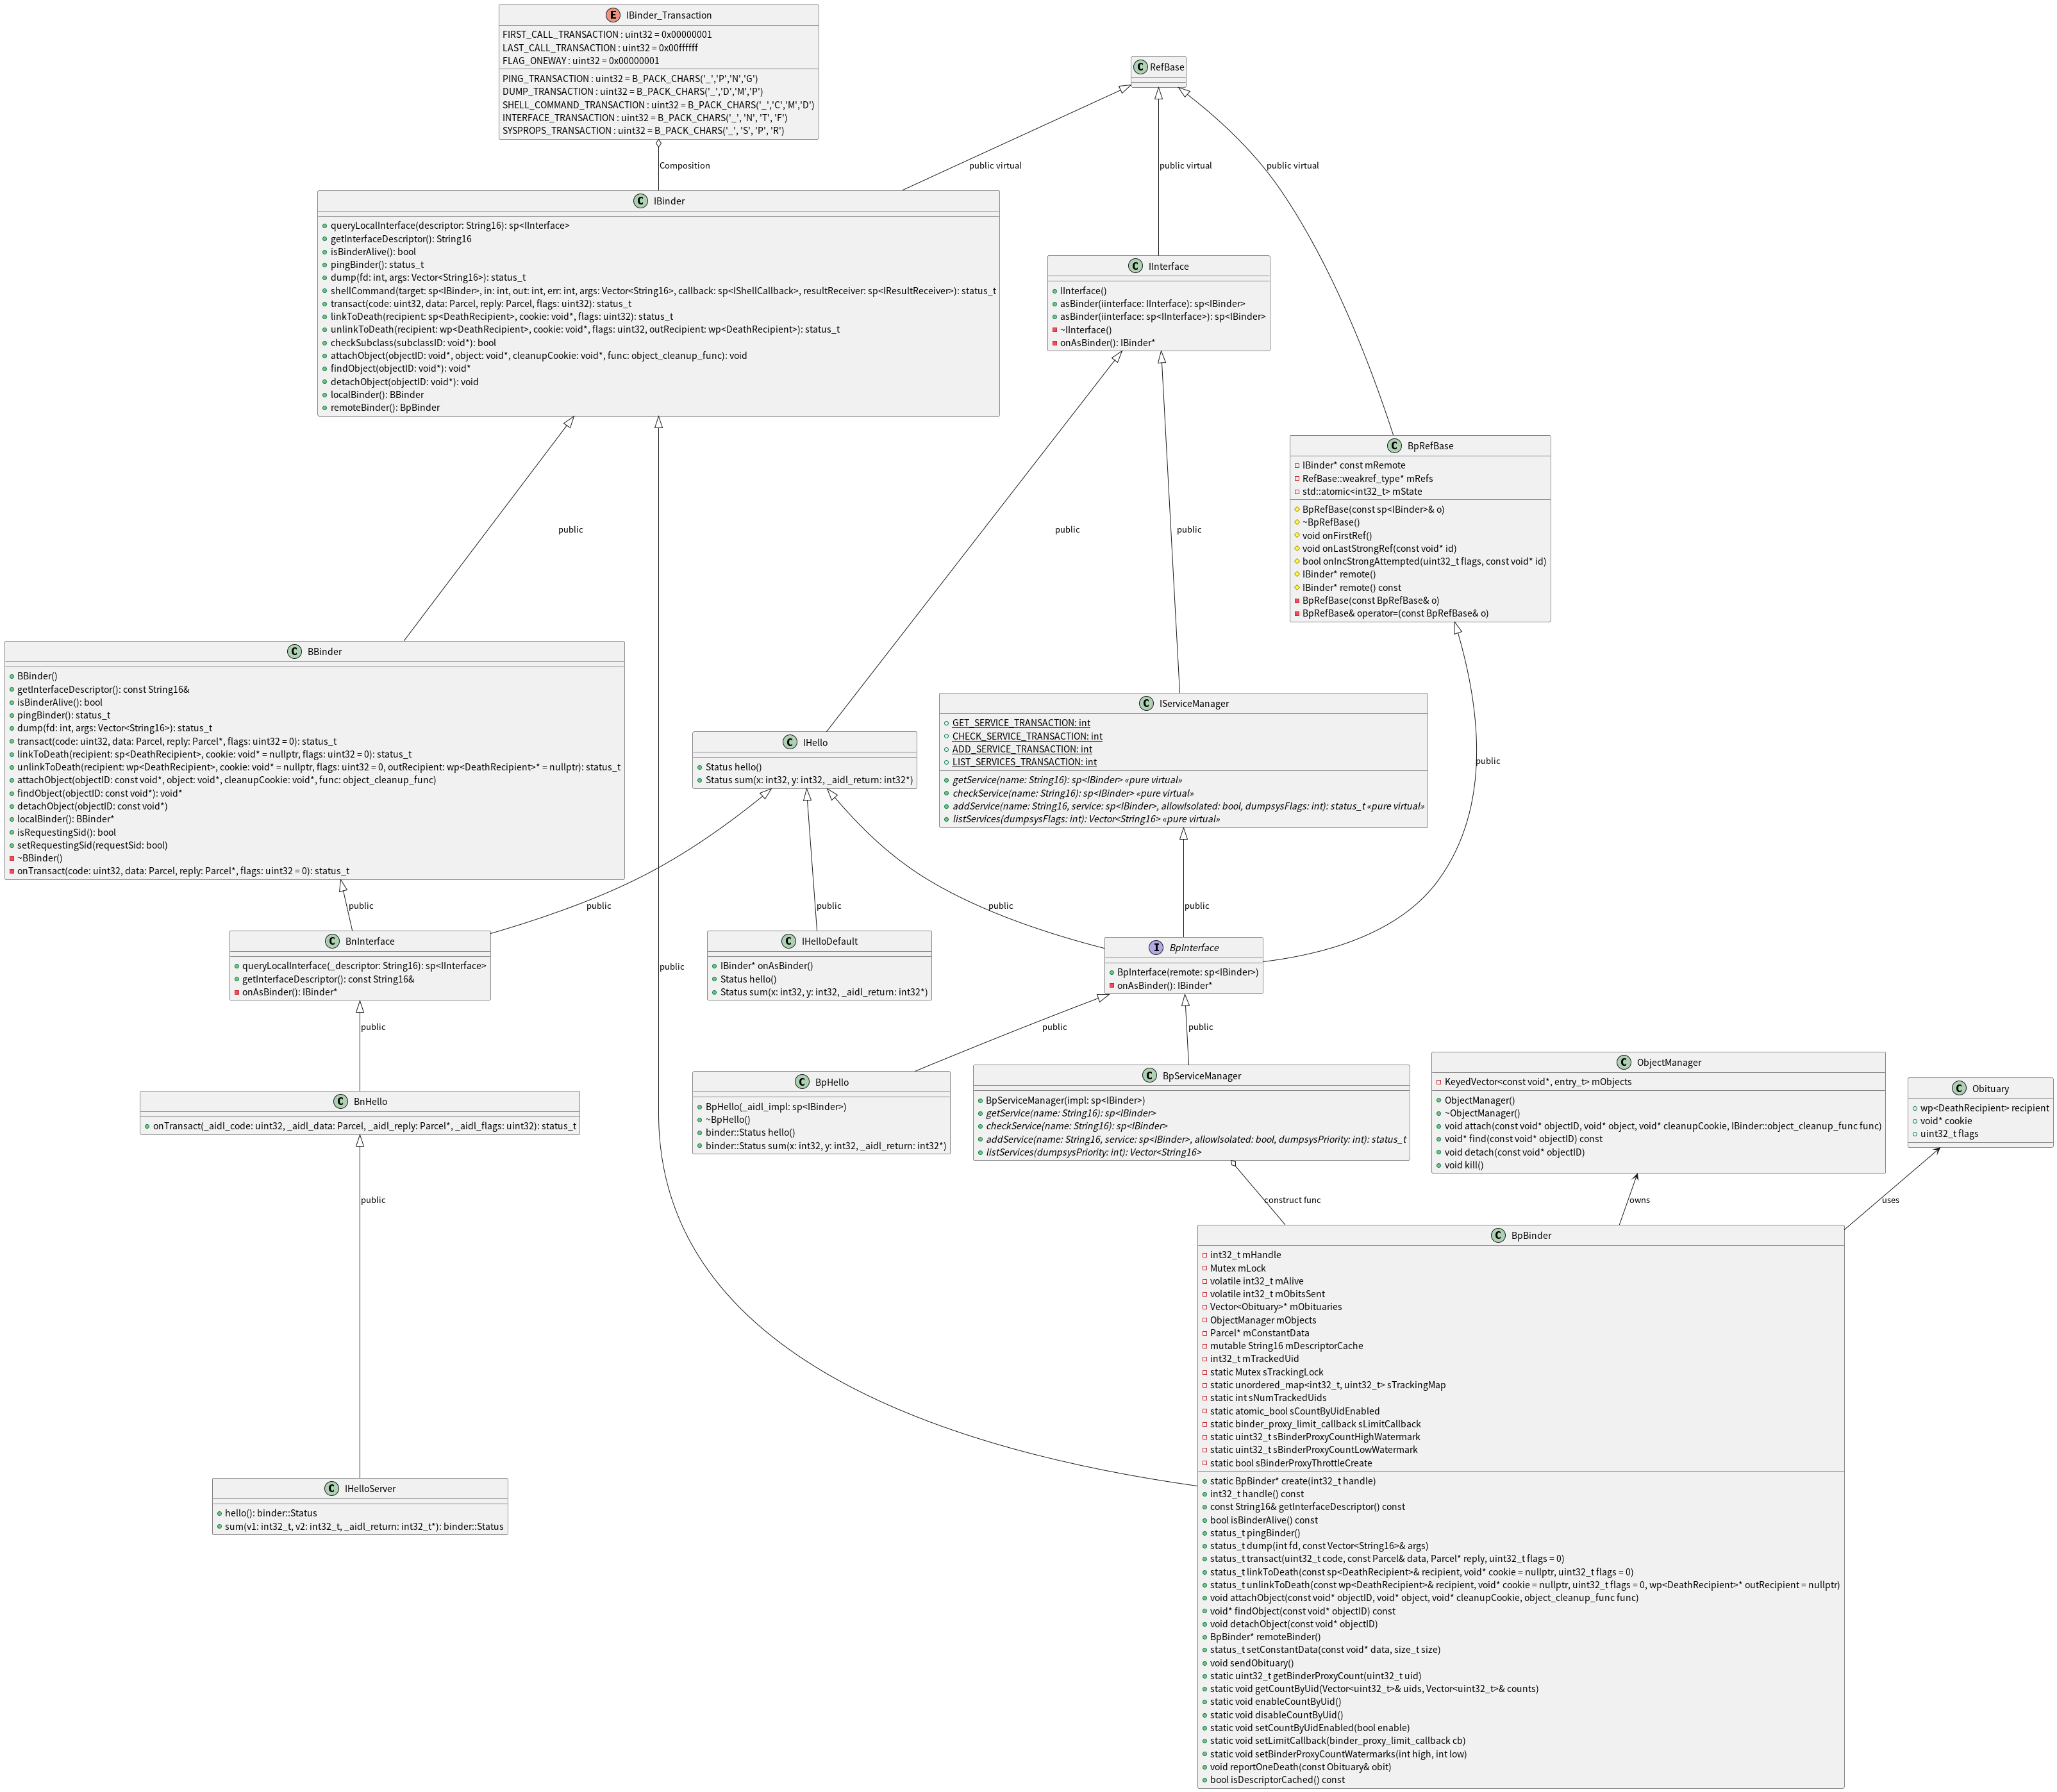 E IBinder_Transaction
FIRST_CALL_TRANSACTION : uint32 = 0x00000001
LAST_CALL_TRANSACTION : uint32 = 0x00ffffff
FLAG_ONEWAY : uint32 = 0x00000001
PING_TRANSACTION : uint32 = B_PACK_CHARS('_','P','N','G')
DUMP_TRANSACTION : uint32 = B_PACK_CHARS('_','D','M','P')
SHELL_COMMAND_TRANSACTION : uint32 = B_PACK_CHARS('_','C','M','D')
INTERFACE_TRANSACTION : uint32 = B_PACK_CHARS('_', 'N', 'T', 'F')
SYSPROPS_TRANSACTION : uint32 = B_PACK_CHARS('_', 'S', 'P', 'R')
C RefBase
Composition
public virtual
public virtual
public virtual
C IBinder
queryLocalInterface(descriptor: String16): sp<IInterface>
getInterfaceDescriptor(): String16
isBinderAlive(): bool
pingBinder(): status_t
dump(fd: int, args: Vector<String16>): status_t
shellCommand(target: sp<IBinder>, in: int, out: int, err: int, args: Vector<String16>, callback: sp<IShellCallback>, resultReceiver: sp<IResultReceiver>): status_t
transact(code: uint32, data: Parcel, reply: Parcel, flags: uint32): status_t
linkToDeath(recipient: sp<DeathRecipient>, cookie: void*, flags: uint32): status_t
unlinkToDeath(recipient: wp<DeathRecipient>, cookie: void*, flags: uint32, outRecipient: wp<DeathRecipient>): status_t
checkSubclass(subclassID: void*): bool
attachObject(objectID: void*, object: void*, cleanupCookie: void*, func: object_cleanup_func): void
findObject(objectID: void*): void*
detachObject(objectID: void*): void
localBinder(): BBinder
remoteBinder(): BpBinder
C IInterface
IInterface()
asBinder(iinterface: IInterface): sp<IBinder>
asBinder(iinterface: sp<IInterface>): sp<IBinder>
~IInterface()
onAsBinder(): IBinder*
C BpRefBase
IBinder* const mRemote
RefBase::weakref_type* mRefs
std::atomic<int32_t> mState
BpRefBase(const sp<IBinder>& o)
~BpRefBase()
void onFirstRef()
void onLastStrongRef(const void* id)
bool onIncStrongAttempted(uint32_t flags, const void* id)
IBinder* remote()
IBinder* remote() const
BpRefBase(const BpRefBase& o)
BpRefBase& operator=(const BpRefBase& o)
public
public
public
C BBinder
BBinder()
getInterfaceDescriptor(): const String16&
isBinderAlive(): bool
pingBinder(): status_t
dump(fd: int, args: Vector<String16>): status_t
transact(code: uint32, data: Parcel, reply: Parcel*, flags: uint32 = 0): status_t
linkToDeath(recipient: sp<DeathRecipient>, cookie: void* = nullptr, flags: uint32 = 0): status_t
unlinkToDeath(recipient: wp<DeathRecipient>, cookie: void* = nullptr, flags: uint32 = 0, outRecipient: wp<DeathRecipient>* = nullptr): status_t
attachObject(objectID: const void*, object: void*, cleanupCookie: void*, func: object_cleanup_func)
findObject(objectID: const void*): void*
detachObject(objectID: const void*)
localBinder(): BBinder*
isRequestingSid(): bool
setRequestingSid(requestSid: bool)
~BBinder()
onTransact(code: uint32, data: Parcel, reply: Parcel*, flags: uint32 = 0): status_t
C IHello
Status hello()
Status sum(x: int32, y: int32, _aidl_return: int32*)
C IServiceManager
GET_SERVICE_TRANSACTION: int
CHECK_SERVICE_TRANSACTION: int
ADD_SERVICE_TRANSACTION: int
LIST_SERVICES_TRANSACTION: int
getService(name: String16): sp<IBinder> «pure virtual»
checkService(name: String16): sp<IBinder> «pure virtual»
addService(name: String16, service: sp<IBinder>, allowIsolated: bool, dumpsysFlags: int): status_t «pure virtual»
listServices(dumpsysFlags: int): Vector<String16> «pure virtual»
public
public
public
public
public
public
C BnInterface
queryLocalInterface(_descriptor: String16): sp<IInterface>
getInterfaceDescriptor(): const String16&
onAsBinder(): IBinder*
public
C IHelloDefault
IBinder* onAsBinder()
Status hello()
Status sum(x: int32, y: int32, _aidl_return: int32*)
I BpInterface
BpInterface(remote: sp<IBinder>)
onAsBinder(): IBinder*
public
public
public
C BnHello
onTransact(_aidl_code: uint32, _aidl_data: Parcel, _aidl_reply: Parcel*, _aidl_flags: uint32): status_t
C BpHello
BpHello(_aidl_impl: sp<IBinder>)
~BpHello()
binder::Status hello()
binder::Status sum(x: int32, y: int32, _aidl_return: int32*)
C BpServiceManager
BpServiceManager(impl: sp<IBinder>)
getService(name: String16): sp<IBinder>
checkService(name: String16): sp<IBinder>
addService(name: String16, service: sp<IBinder>, allowIsolated: bool, dumpsysPriority: int): status_t
listServices(dumpsysPriority: int): Vector<String16>
C ObjectManager
KeyedVector<const void*, entry_t> mObjects
ObjectManager()
~ObjectManager()
void attach(const void* objectID, void* object, void* cleanupCookie, IBinder::object_cleanup_func func)
void* find(const void* objectID) const
void detach(const void* objectID)
void kill()
C Obituary
wp<DeathRecipient> recipient
void* cookie
uint32_t flags
public
construct func
owns
uses
C IHelloServer
hello(): binder::Status
sum(v1: int32_t, v2: int32_t, _aidl_return: int32_t*): binder::Status
C BpBinder
int32_t mHandle
Mutex mLock
volatile int32_t mAlive
volatile int32_t mObitsSent
Vector<Obituary>* mObituaries
ObjectManager mObjects
Parcel* mConstantData
mutable String16 mDescriptorCache
int32_t mTrackedUid
static Mutex sTrackingLock
static unordered_map<int32_t, uint32_t> sTrackingMap
static int sNumTrackedUids
static atomic_bool sCountByUidEnabled
static binder_proxy_limit_callback sLimitCallback
static uint32_t sBinderProxyCountHighWatermark
static uint32_t sBinderProxyCountLowWatermark
static bool sBinderProxyThrottleCreate
static BpBinder* create(int32_t handle)
int32_t handle() const
const String16& getInterfaceDescriptor() const
bool isBinderAlive() const
status_t pingBinder()
status_t dump(int fd, const Vector<String16>& args)
status_t transact(uint32_t code, const Parcel& data, Parcel* reply, uint32_t flags = 0)
status_t linkToDeath(const sp<DeathRecipient>& recipient, void* cookie = nullptr, uint32_t flags = 0)
status_t unlinkToDeath(const wp<DeathRecipient>& recipient, void* cookie = nullptr, uint32_t flags = 0, wp<DeathRecipient>* outRecipient = nullptr)
void attachObject(const void* objectID, void* object, void* cleanupCookie, object_cleanup_func func)
void* findObject(const void* objectID) const
void detachObject(const void* objectID)
BpBinder* remoteBinder()
status_t setConstantData(const void* data, size_t size)
void sendObituary()
static uint32_t getBinderProxyCount(uint32_t uid)
static void getCountByUid(Vector<uint32_t>& uids, Vector<uint32_t>& counts)
static void enableCountByUid()
static void disableCountByUid()
static void setCountByUidEnabled(bool enable)
static void setLimitCallback(binder_proxy_limit_callback cb)
static void setBinderProxyCountWatermarks(int high, int low)
void reportOneDeath(const Obituary& obit)
bool isDescriptorCached() const